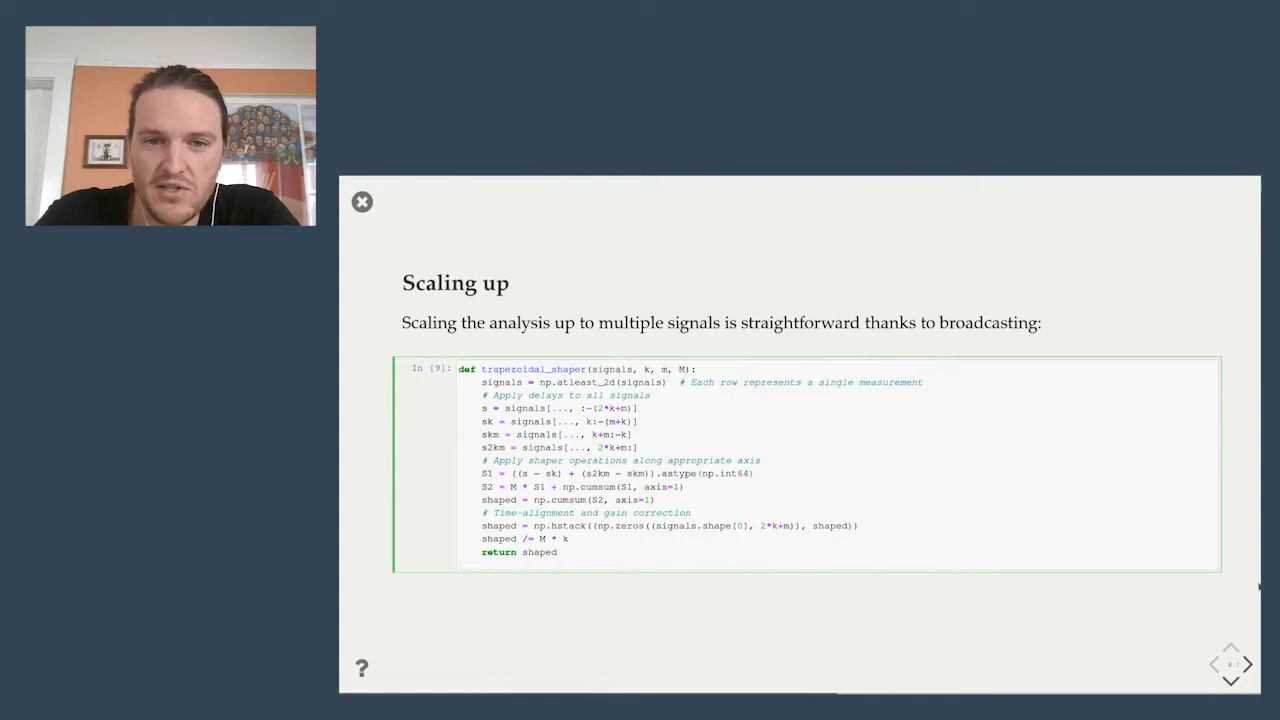 Scaling up
Scaling the analysis up to multiple signals is straightforward thanks to broadcasting:
In [9]: def trapezoidal_shaper(signals, k, m, M):
signals = np.atleast_2d(signals)  # Each row represents a single measurement
# Apply delays to all signals
s = signals[..., :-(2*k+m)]
sk = signals[..., k:-(m+k)]
skm = signals[..., k+m:-k]
s2km = signals[..., 2*k+m:]
# Apply shaper operations along appropriate axis
S1 = ((s - sk) + (s2km - skm)).astype(np.int64)
S2 = M * S1 + np.cumsum(S1, axis=1)
shaped = np.cumsum(S2, axis=1)
# Time-alignment and gain correction
shaped = np.hstack((np.zeros((signals.shape[0], 2*k+m)), shaped))
shaped /= M * k
return shaped
?
8.7